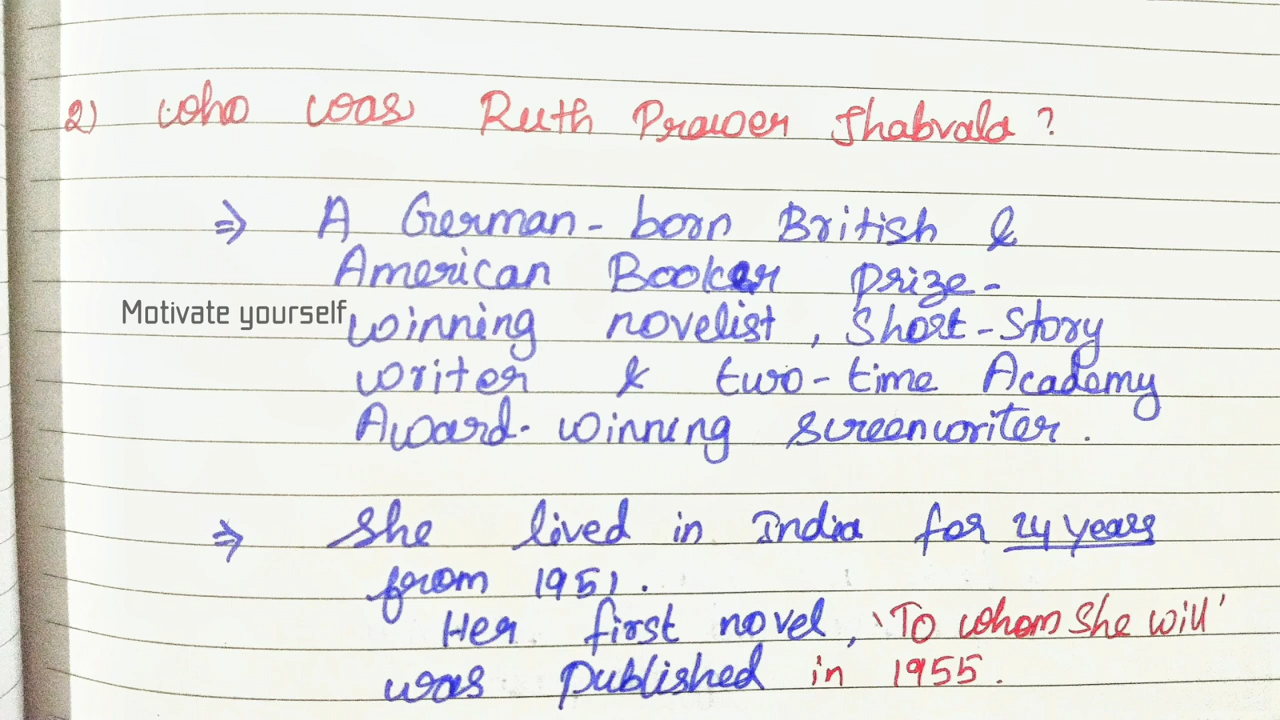 2) Who was Ruth Prawer Jhabvala ?
⇒ A German-born British &
American Booker prize-
Motivate yourself
winning novelist, Short-Story
writer & two-time Academy
Award-winning screenwriter.
⇒ She lived in India for 24 years
from 1951.
Her first novel, 'To whom She will'
was published in 1955.